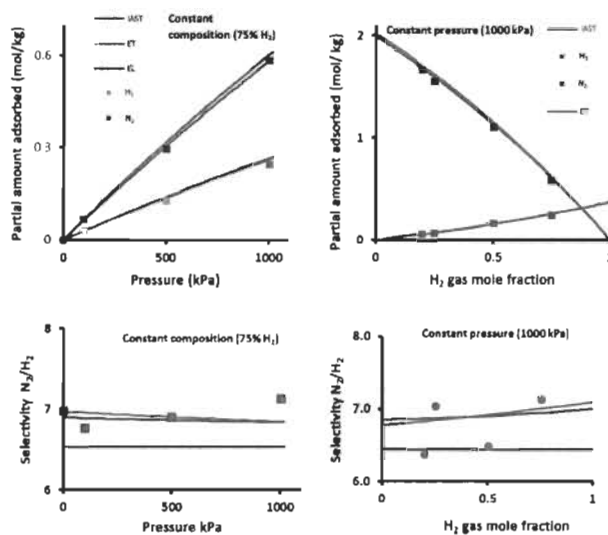 Partial amount adsorbed (mol/kg)
0.6
0.3
0
0
500
1000
Pressure (kPa)
IAST
ET
EL
H₂
N₂
Constant
composition (75% H₂)
Partial amount adsorbed (mol/kg)
2
1
0
0
0.5
1
H₂ gas mole fraction
Constant pressure (1000 kPa)
IAST
H₂
N₂
ET
Selectivity N₂/H₂
8
7
6
0
500
1000
Pressure kPa
Constant composition (75% H₂)
Selectivity N₂/H₂
8.0
7.0
6.0
0
0.5
1
H₂ gas mole fraction
Constant pressure (1000 kPa)